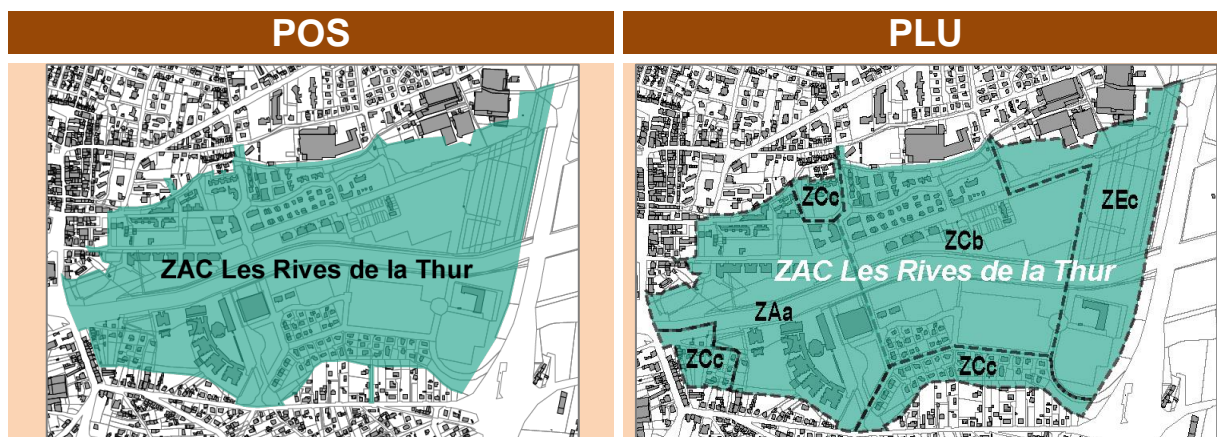 POS
PLU
ZAC Les Rives de la Thur
ZCc
ZEc
ZCb
ZAC Les Rives de la Thur
ZAa
ZCc
ZCc